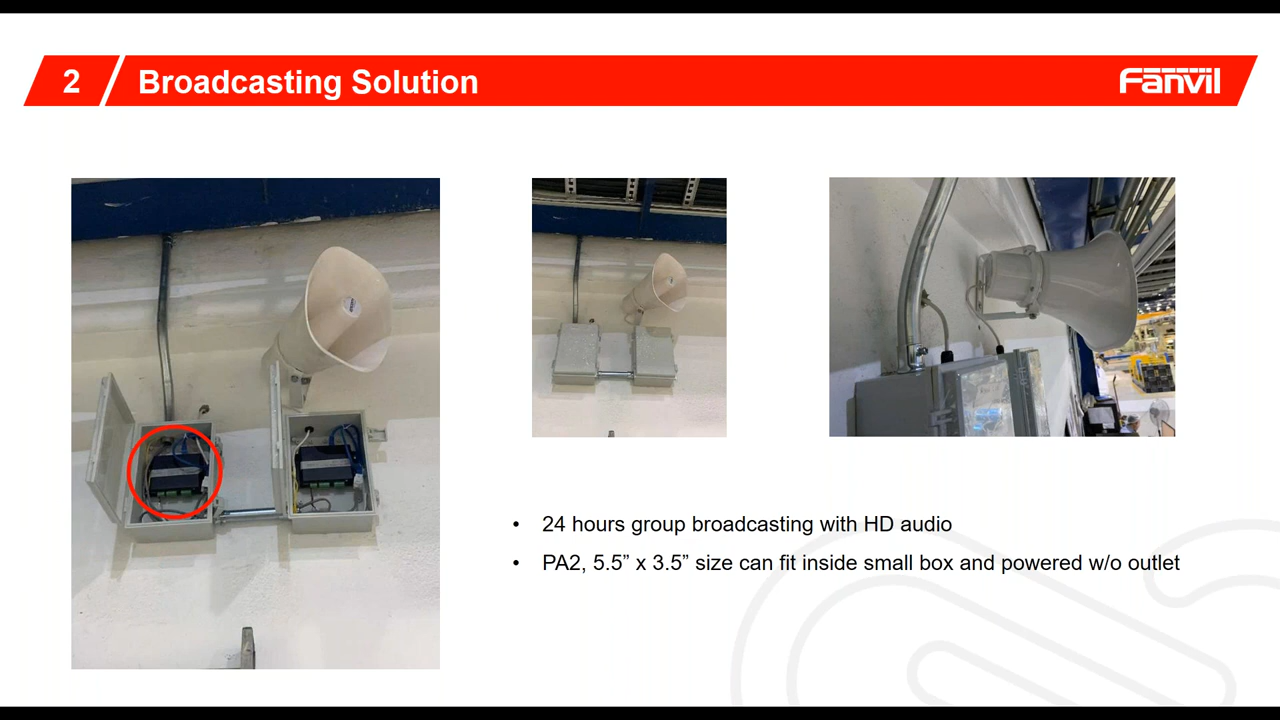 2
Broadcasting Solution
Fanvil
• 24 hours group broadcasting with HD audio
• PA2, 5.5” x 3.5” size can fit inside small box and powered w/o outlet